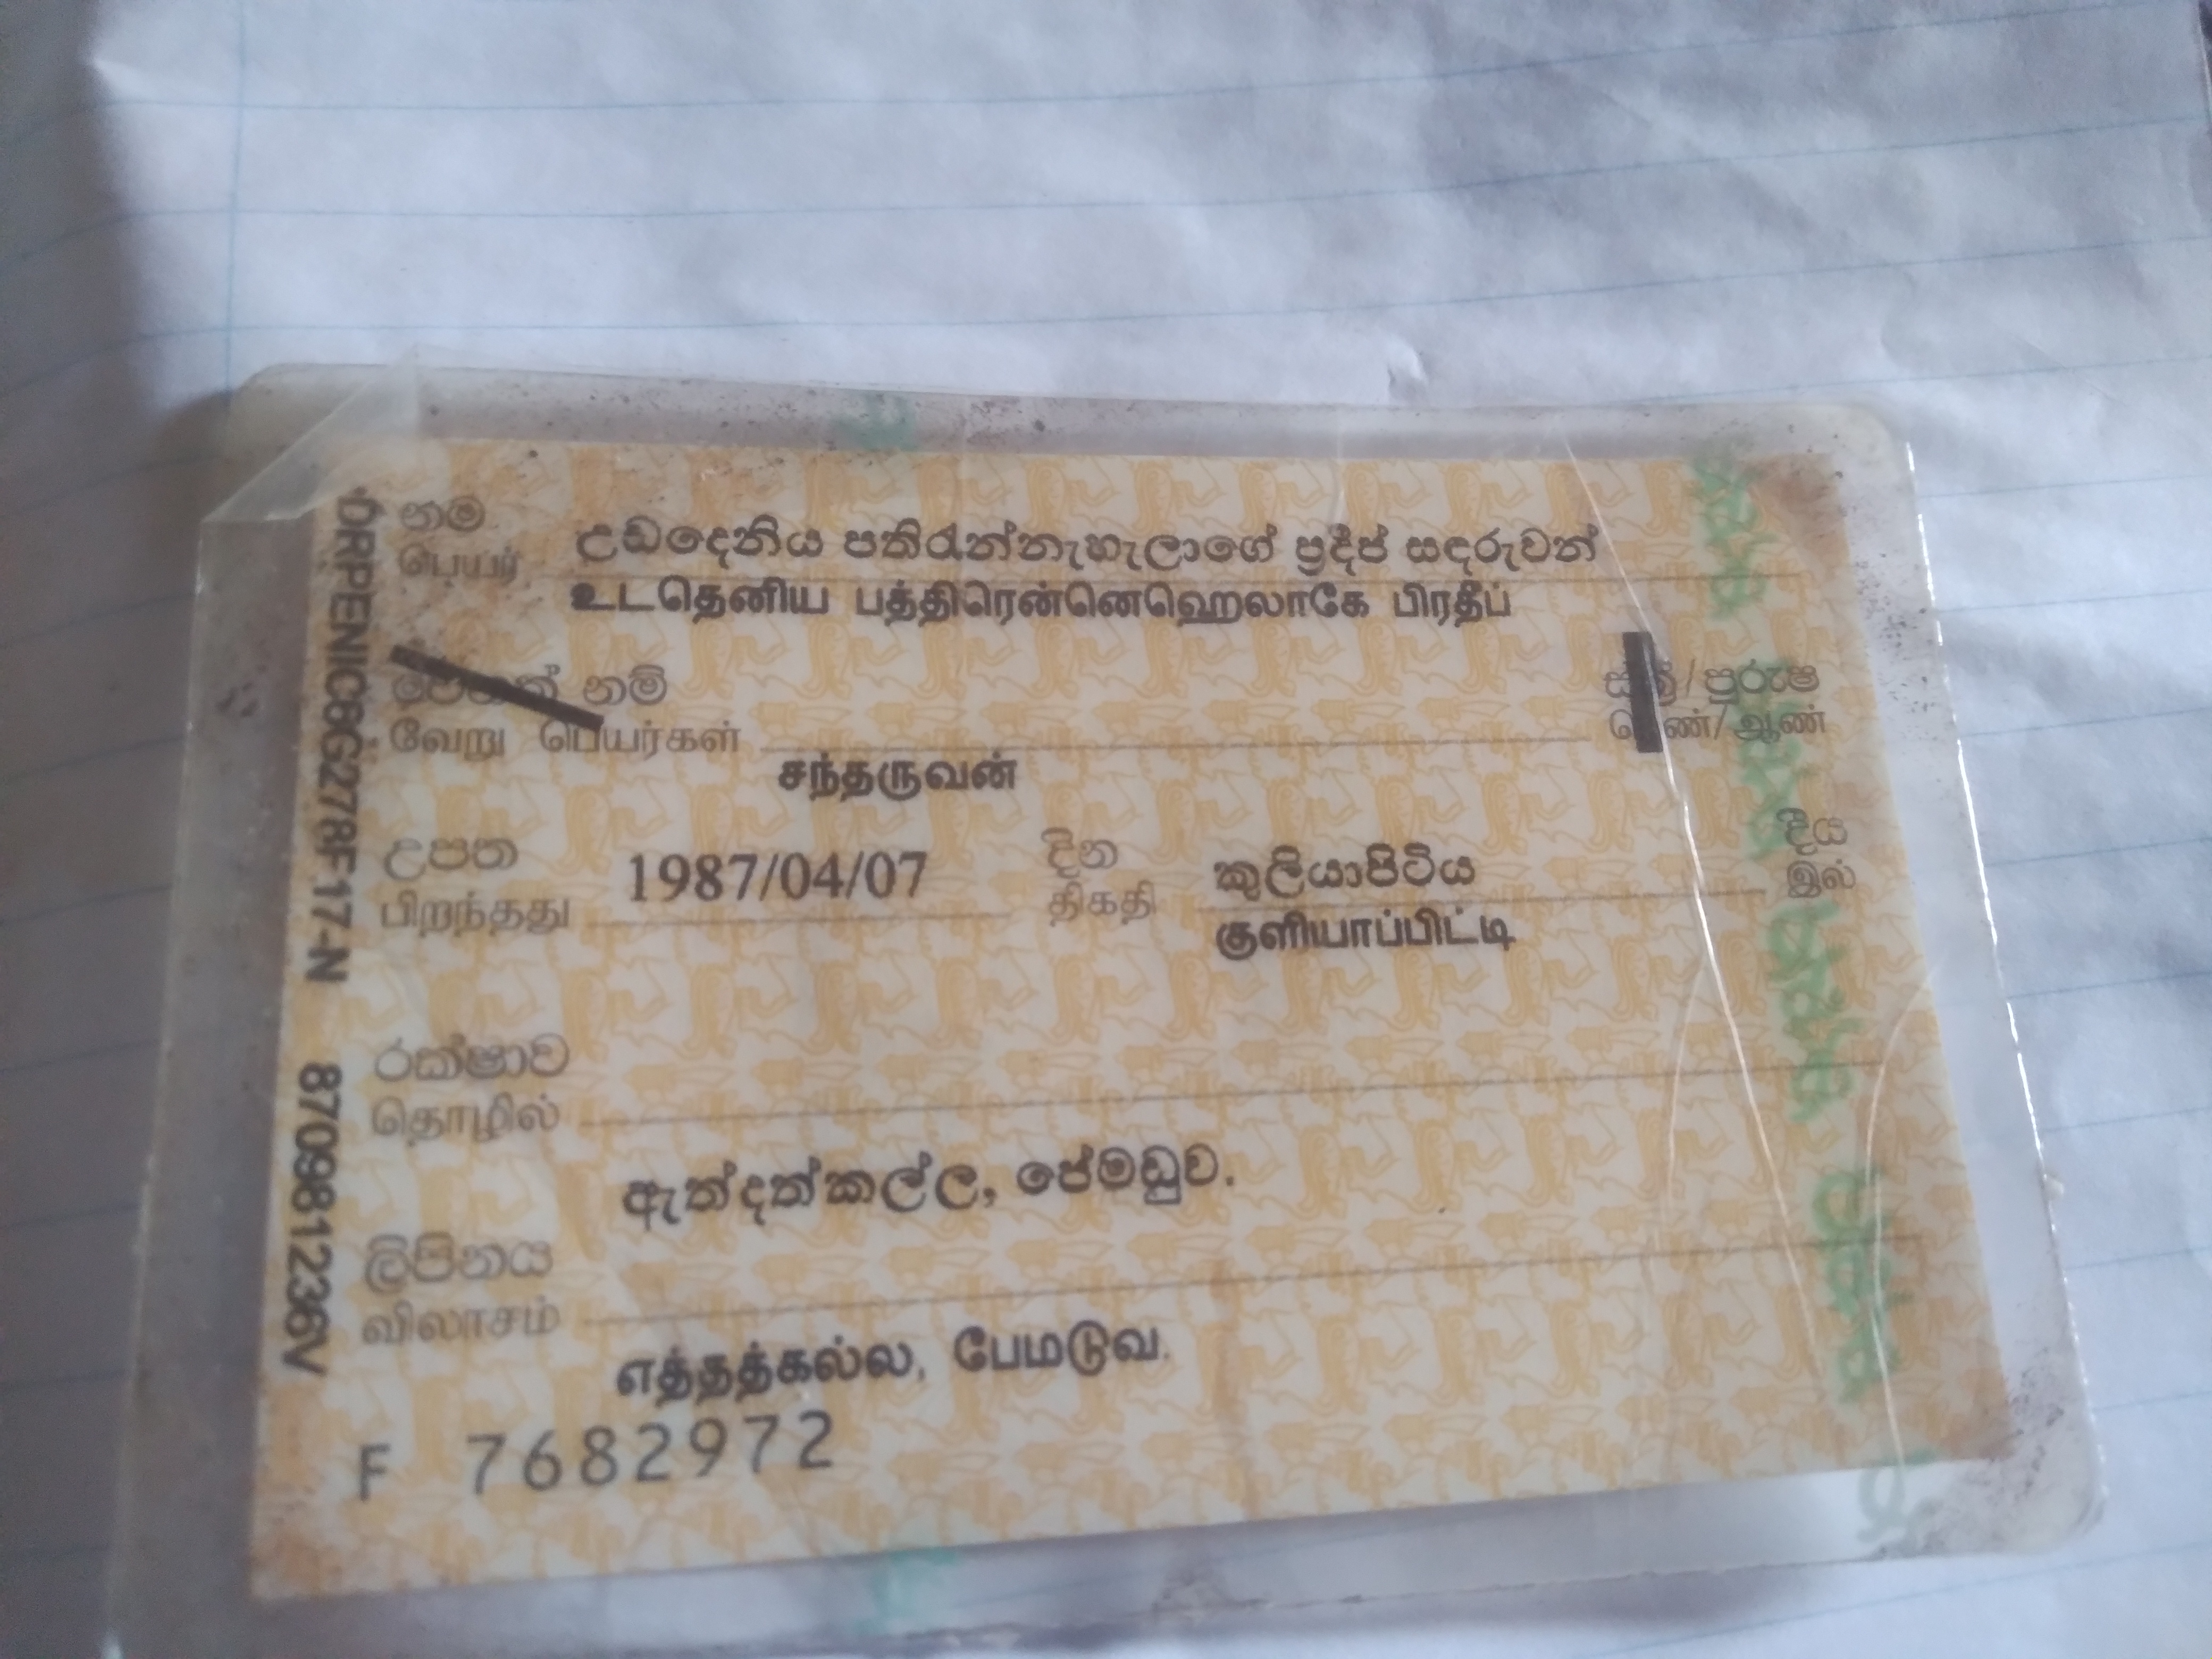 නම
பெயர்
උඩදෙනිය පතිරැන්නැහැලාගේ ප්‍රදීප් සඳරුවන්
உடதெனிய பத்திரென்னெஹெலாகே பிரதீப்
නම්
வேறு பெயர்கள்
/පුරුෂ
/ஆண்
சந்தருவன்
උපත
பிறந்தது
1987/04/07
දින
திகதி
කුලියාපිටිය
குளியாப்பிட்டி
දීය
இல்
රක්ෂාව
தொழில்
ඇත්දත්කල්ල, පේමඩුව.
ලිපිනය
விலாசம்
எத்தத்கல்ல, பேமடுவ.
F 7682972
870981236V